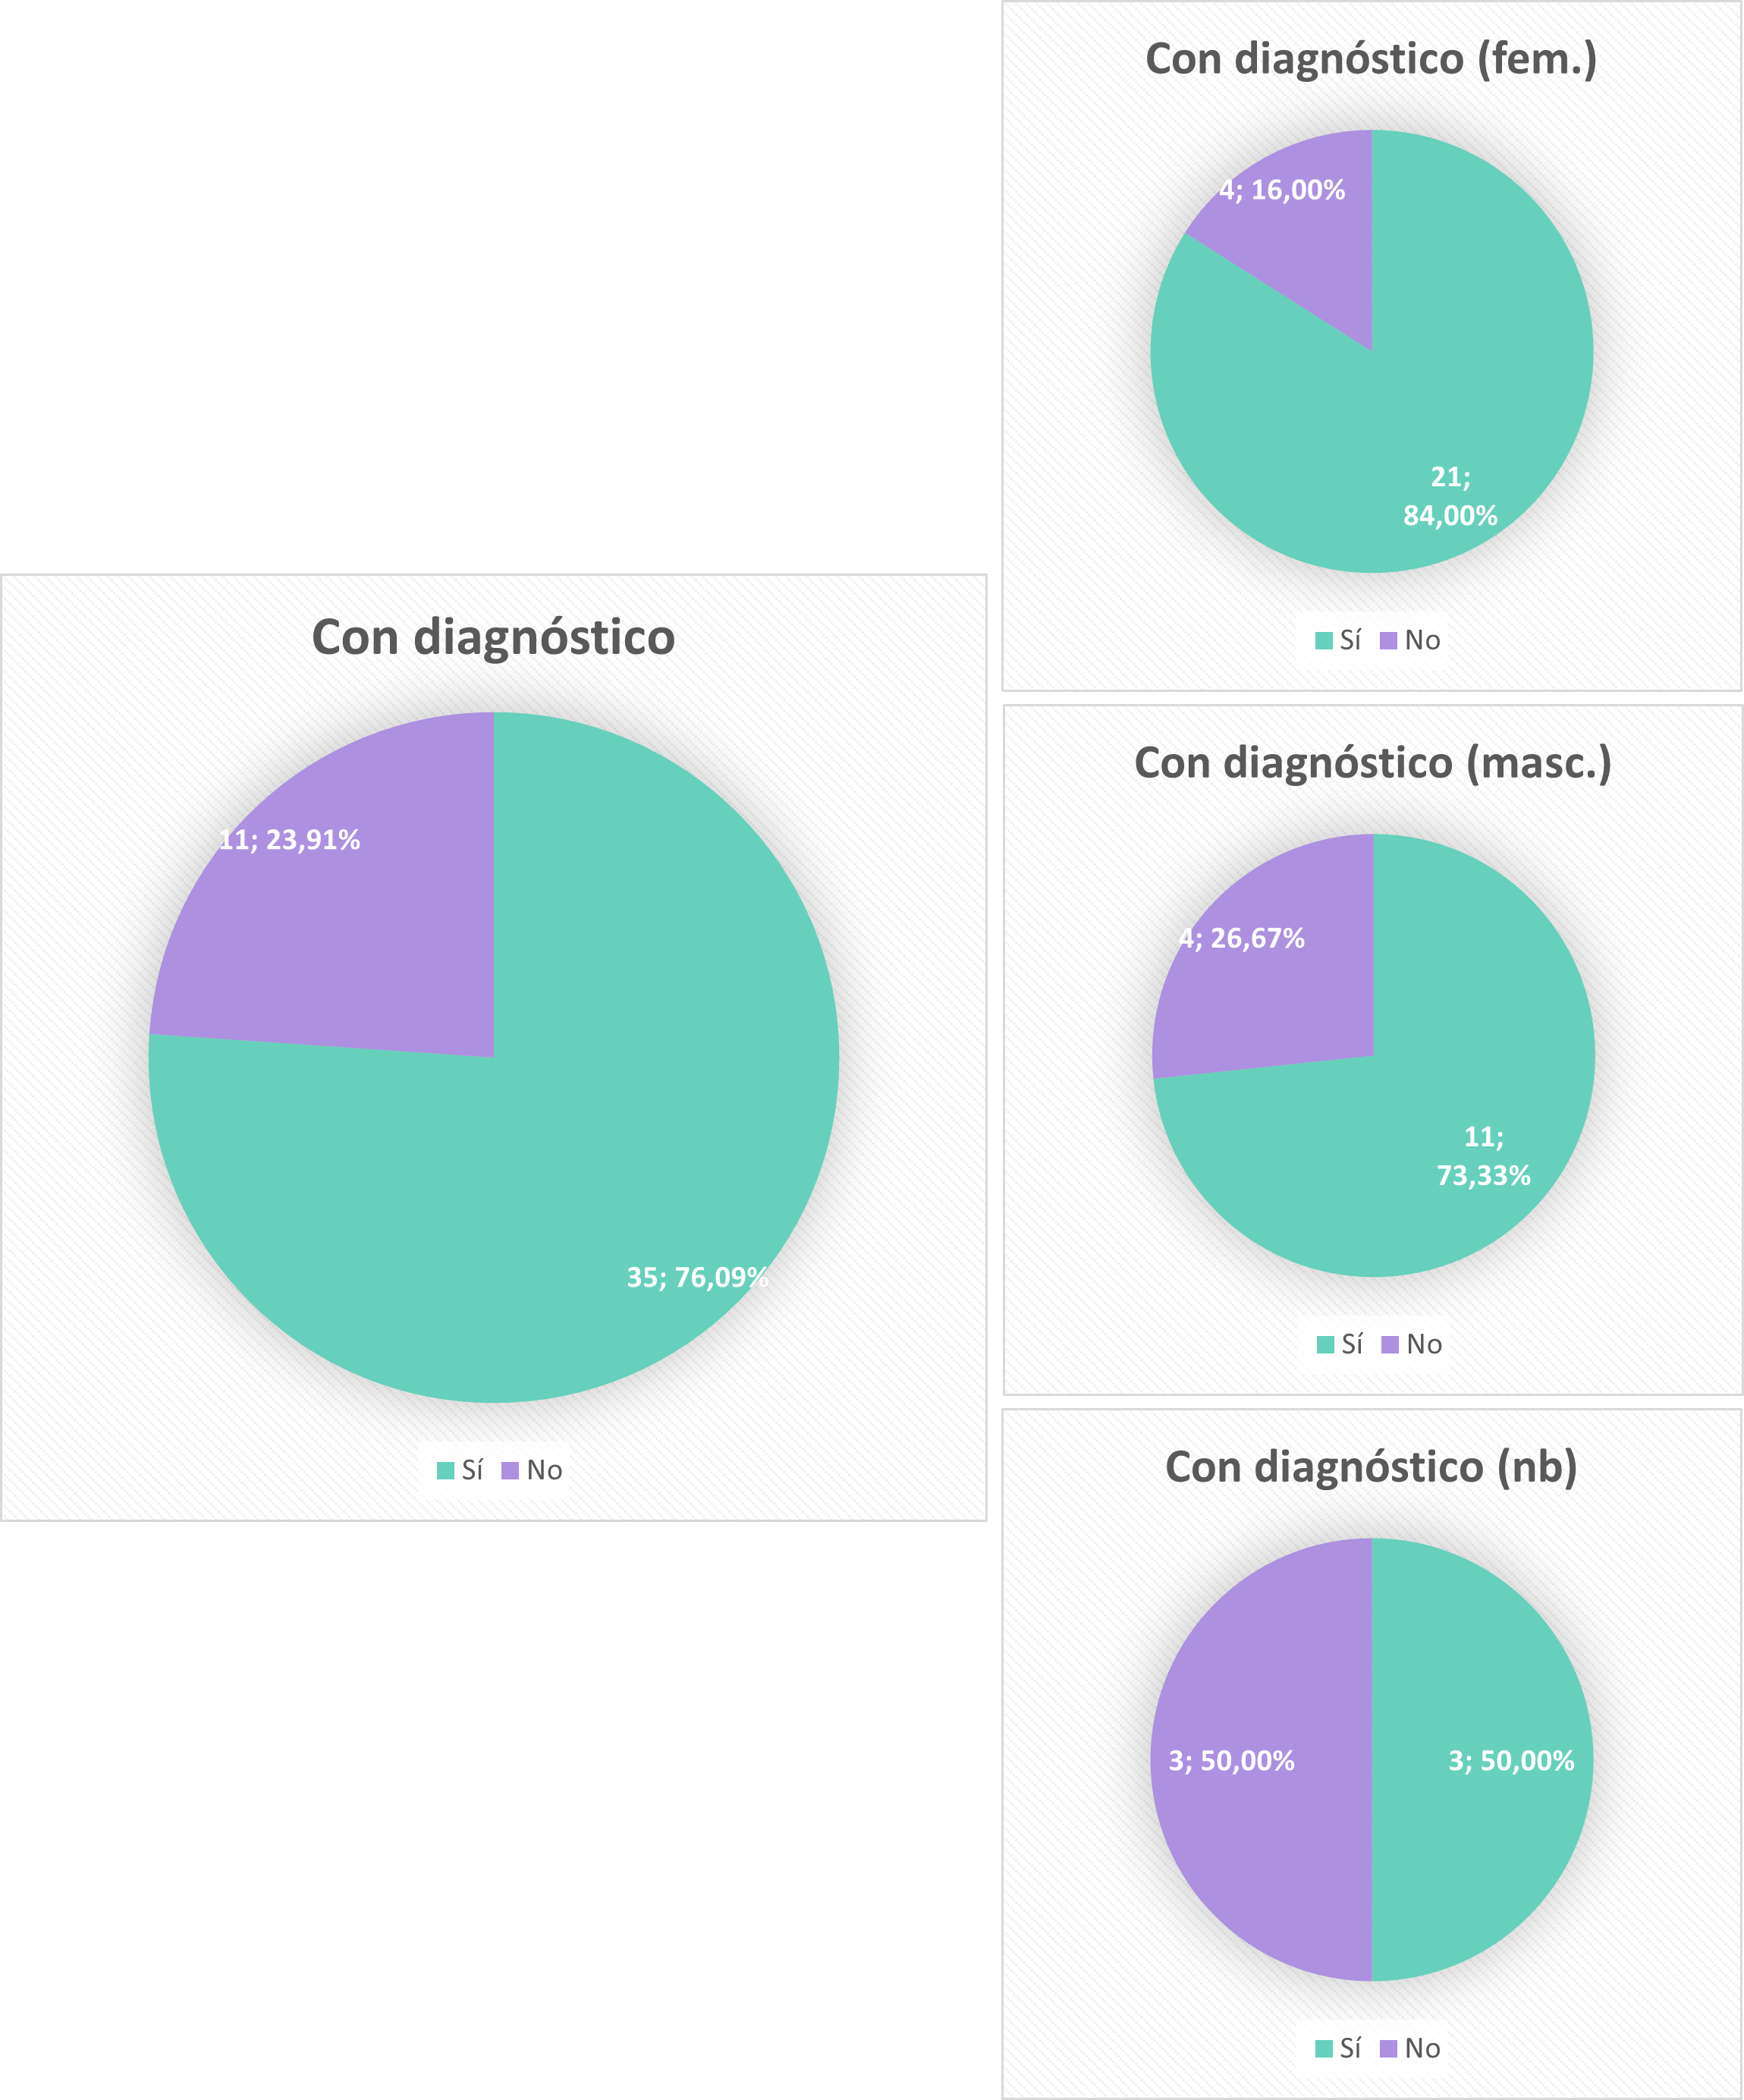 Con diagnóstico
11; 23,91%
35; 76,09%
Sí No
Con diagnóstico (fem.)
4; 16,00%
21;
84,00%
Sí No
Con diagnóstico (masc.)
4; 26,67%
11;
73,33%
Sí No
Con diagnóstico (nb)
3; 50,00% 3; 50,00%
Sí No